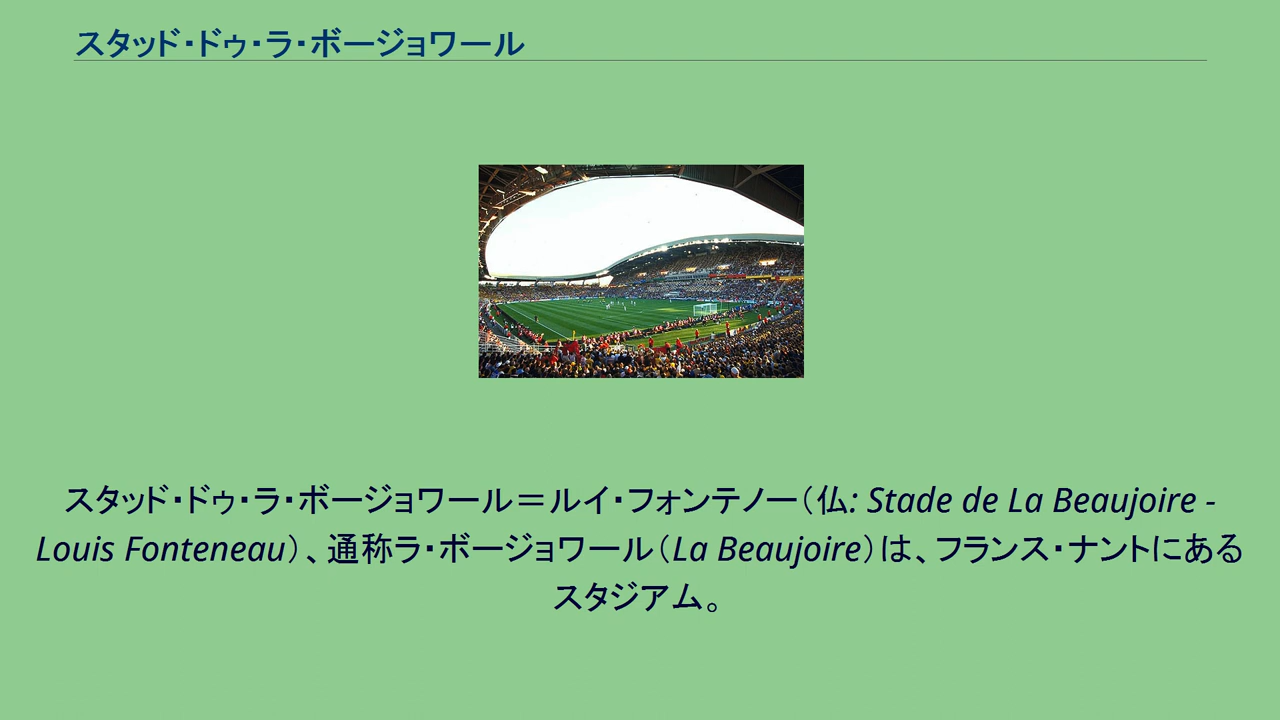 スタッド・ドゥ・ラ・ボージョワール
スタッド・ドゥ・ラ・ボージョワール＝ルイ・フォンテノー（仏: Stade de La Beaujoire -
Louis Fonteneau）、通称ラ・ボージョワール（La Beaujoire）は、フランス・ナントにある
スタジアム。